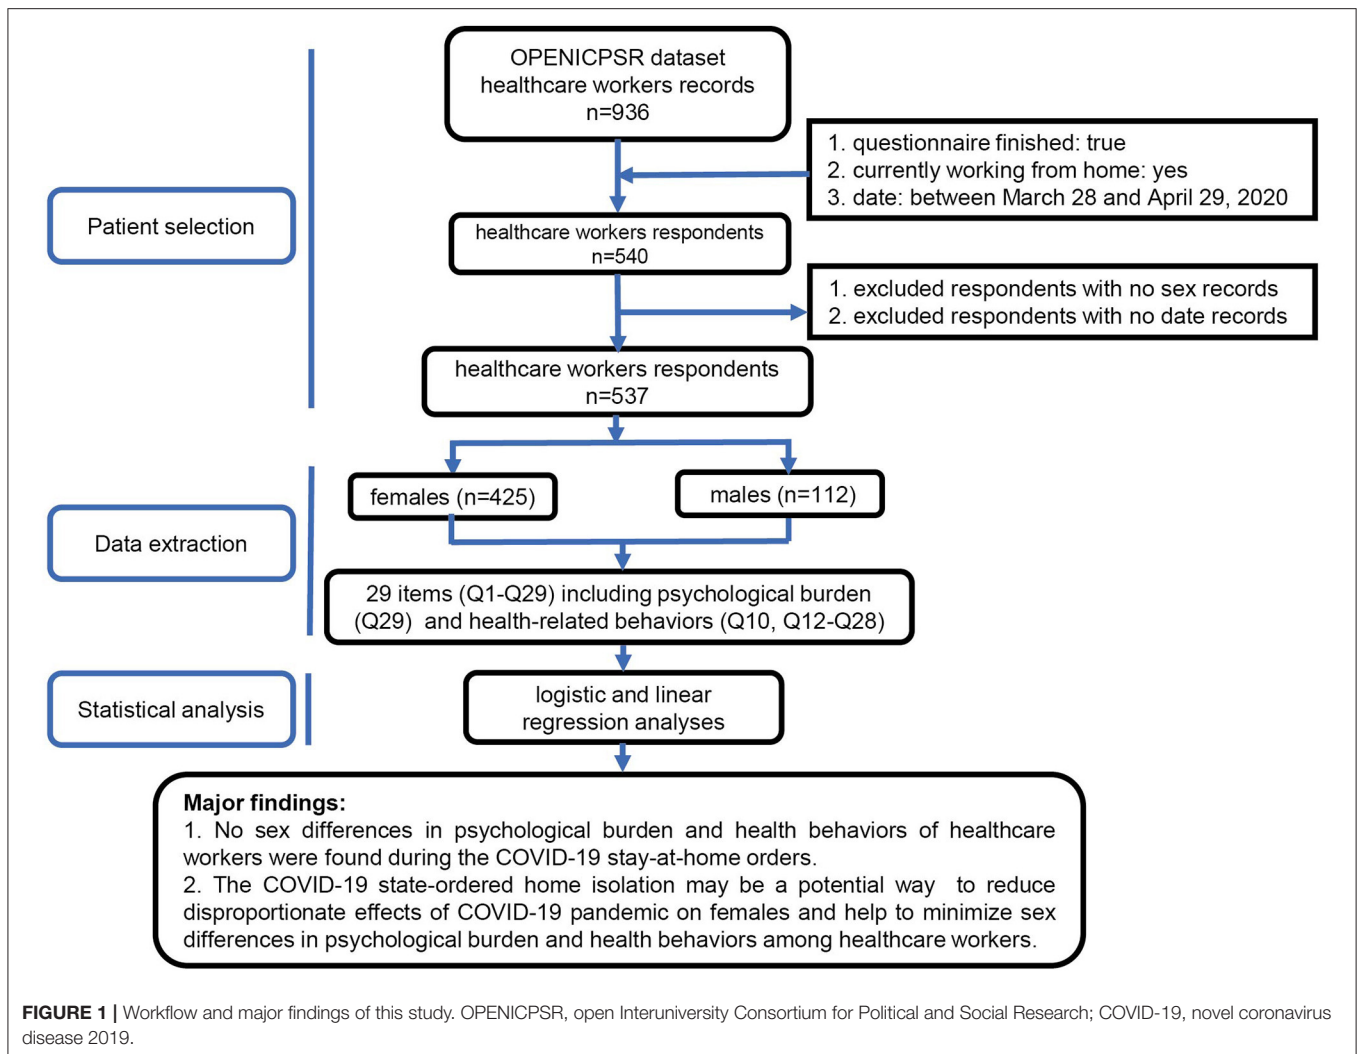 OPENICPSR dataset
healthcare workers records
n=936
1. questionnaire finished: true
2. currently working from home: yes
3. date: between March 28 and April 29, 2020
Patient selection
healthcare workers respondents
n=540
1. excluded respondents with no sex records
2. excluded respondents with no date records
healthcare workers respondents
n=537
females (n=425)
males (n=112)
Data extraction
29 items (Q1-Q29) including psychological burden
(Q29) and health-related behaviors (Q10, Q12-Q28)
Statistical analysis
logistic and linear
regression analyses
Major findings:
1. No sex differences in psychological burden and health behaviors of healthcare
workers were found during the COVID-19 stay-at-home orders.
2. The COVID-19 state-ordered home isolation may be a potential way to reduce
disproportionate effects of COVID-19 pandemic on females and help to minimize sex
differences in psychological burden and health behaviors among healthcare workers.
FIGURE 1 | Workflow and major findings of this study. OPENICPSR, open Interuniversity Consortium for Political and Social Research; COVID-19, novel coronavirus
disease 2019.